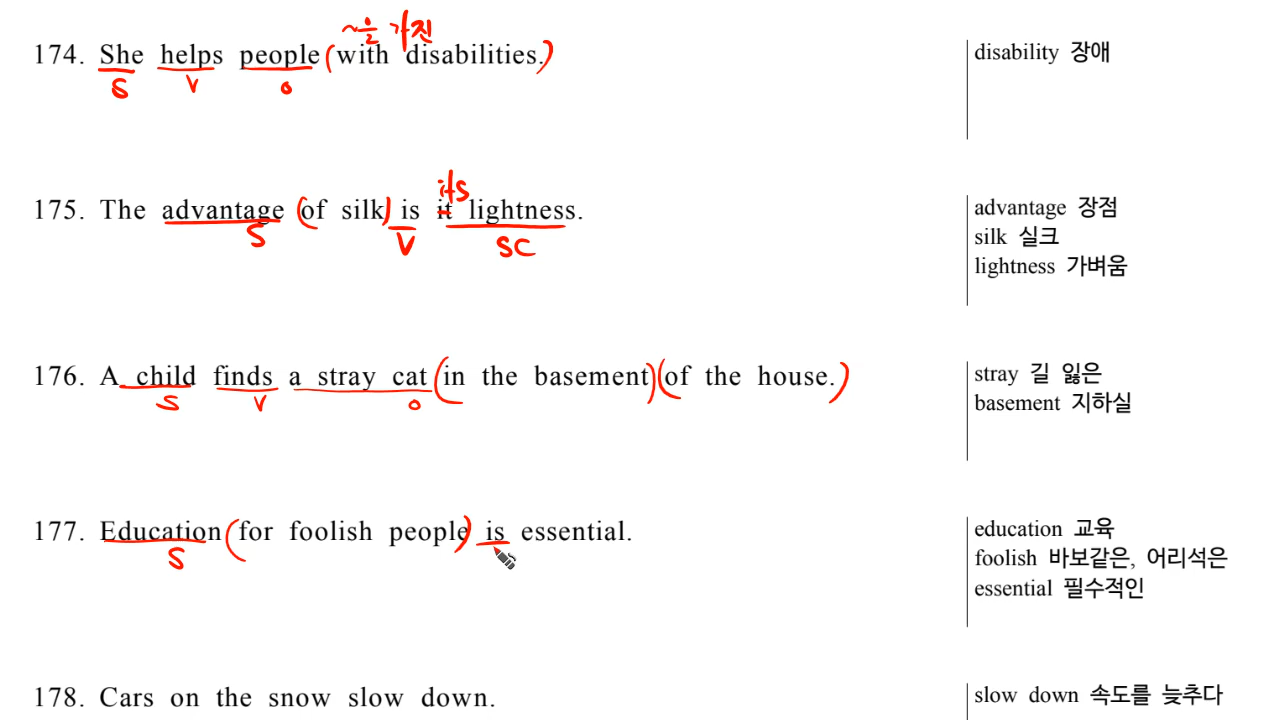 ~을 가진
174. She helps people (with disabilities.)
S V O
disability 장애
its
175. The advantage (of silk) is it lightness.
S V SC
advantage 장점
silk 실크
lightness 가벼움
176. A child finds a stray cat (in the basement) (of the house.)
S V O
stray 길 잃은
basement 지하실
177. Education (for foolish people) is essential.
S
education 교육
foolish 바보같은, 어리석은
essential 필수적인
178. Cars on the snow slow down.
slow down 속도를 늦추다